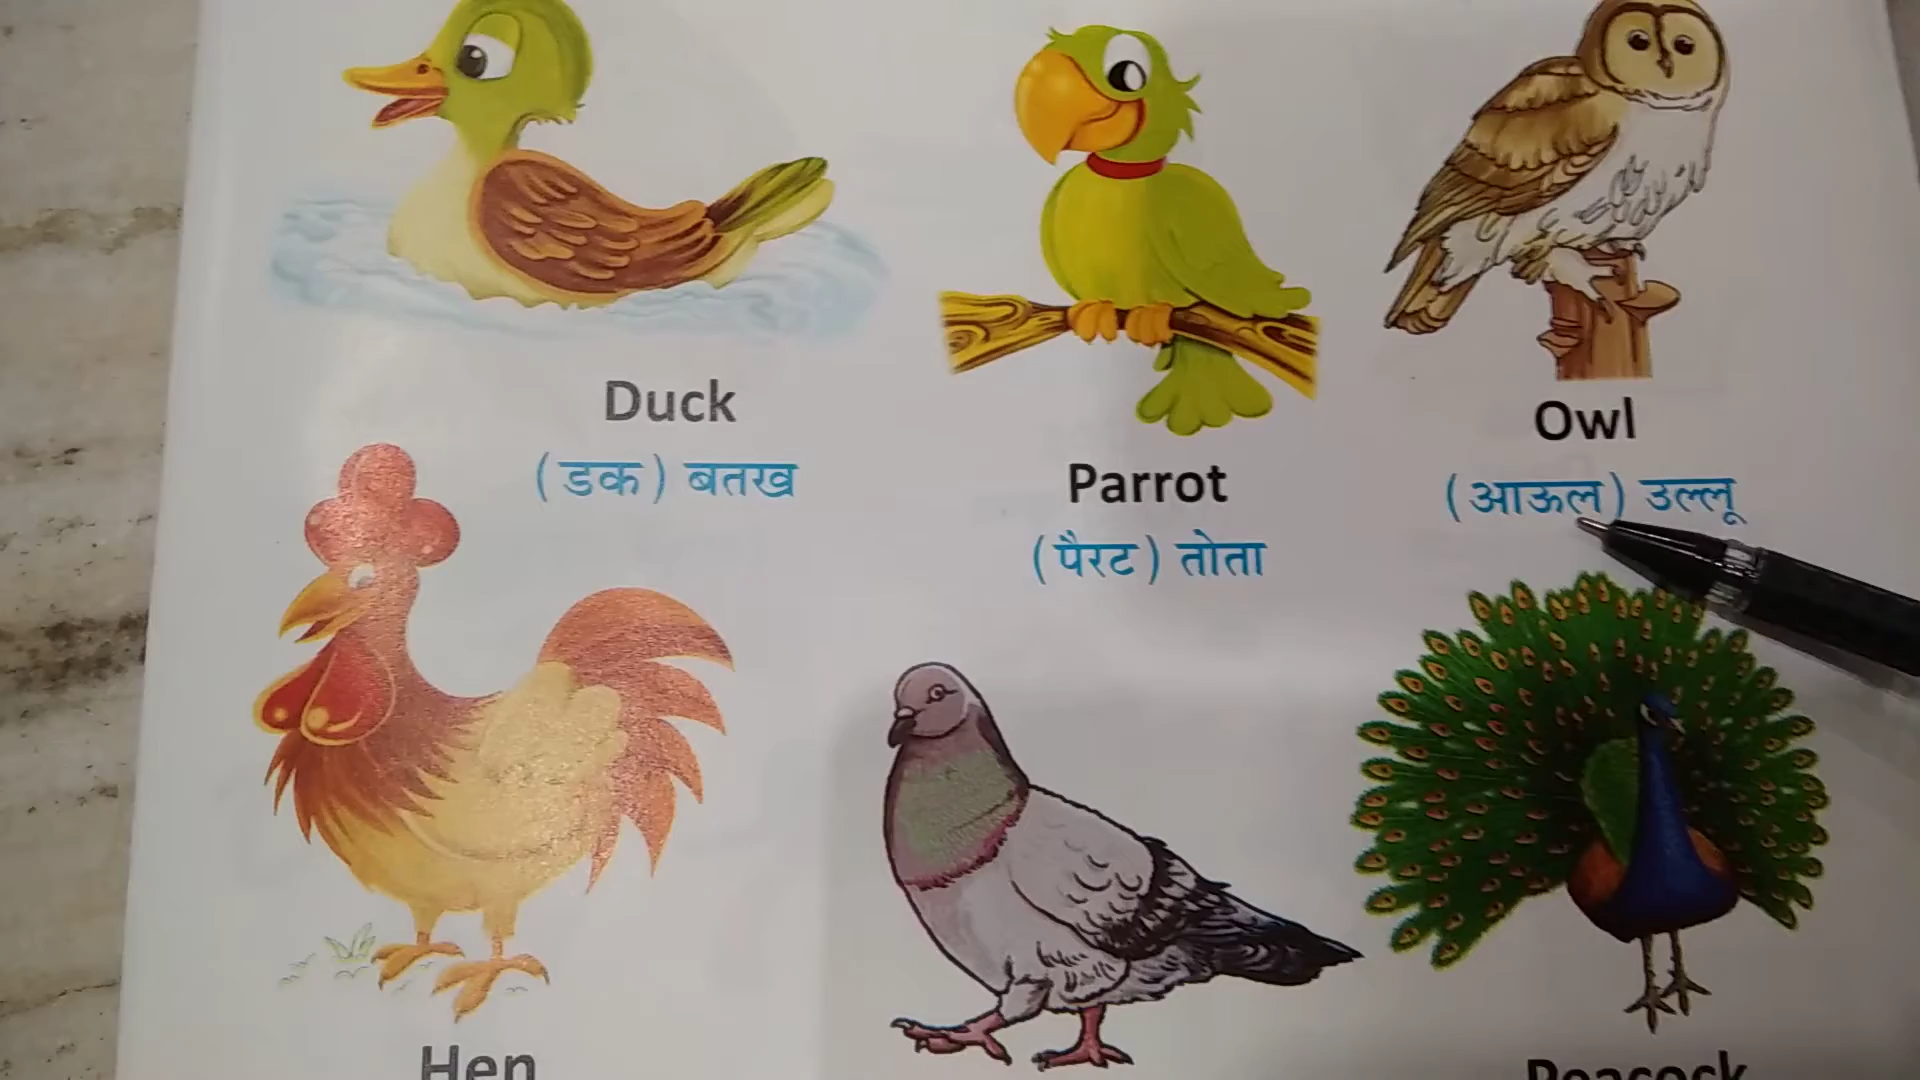 Duck
(डक) बतख
Parrot
(पैरट) तोता
Owl
(आऊल) उल्लू
Hen
Peacock